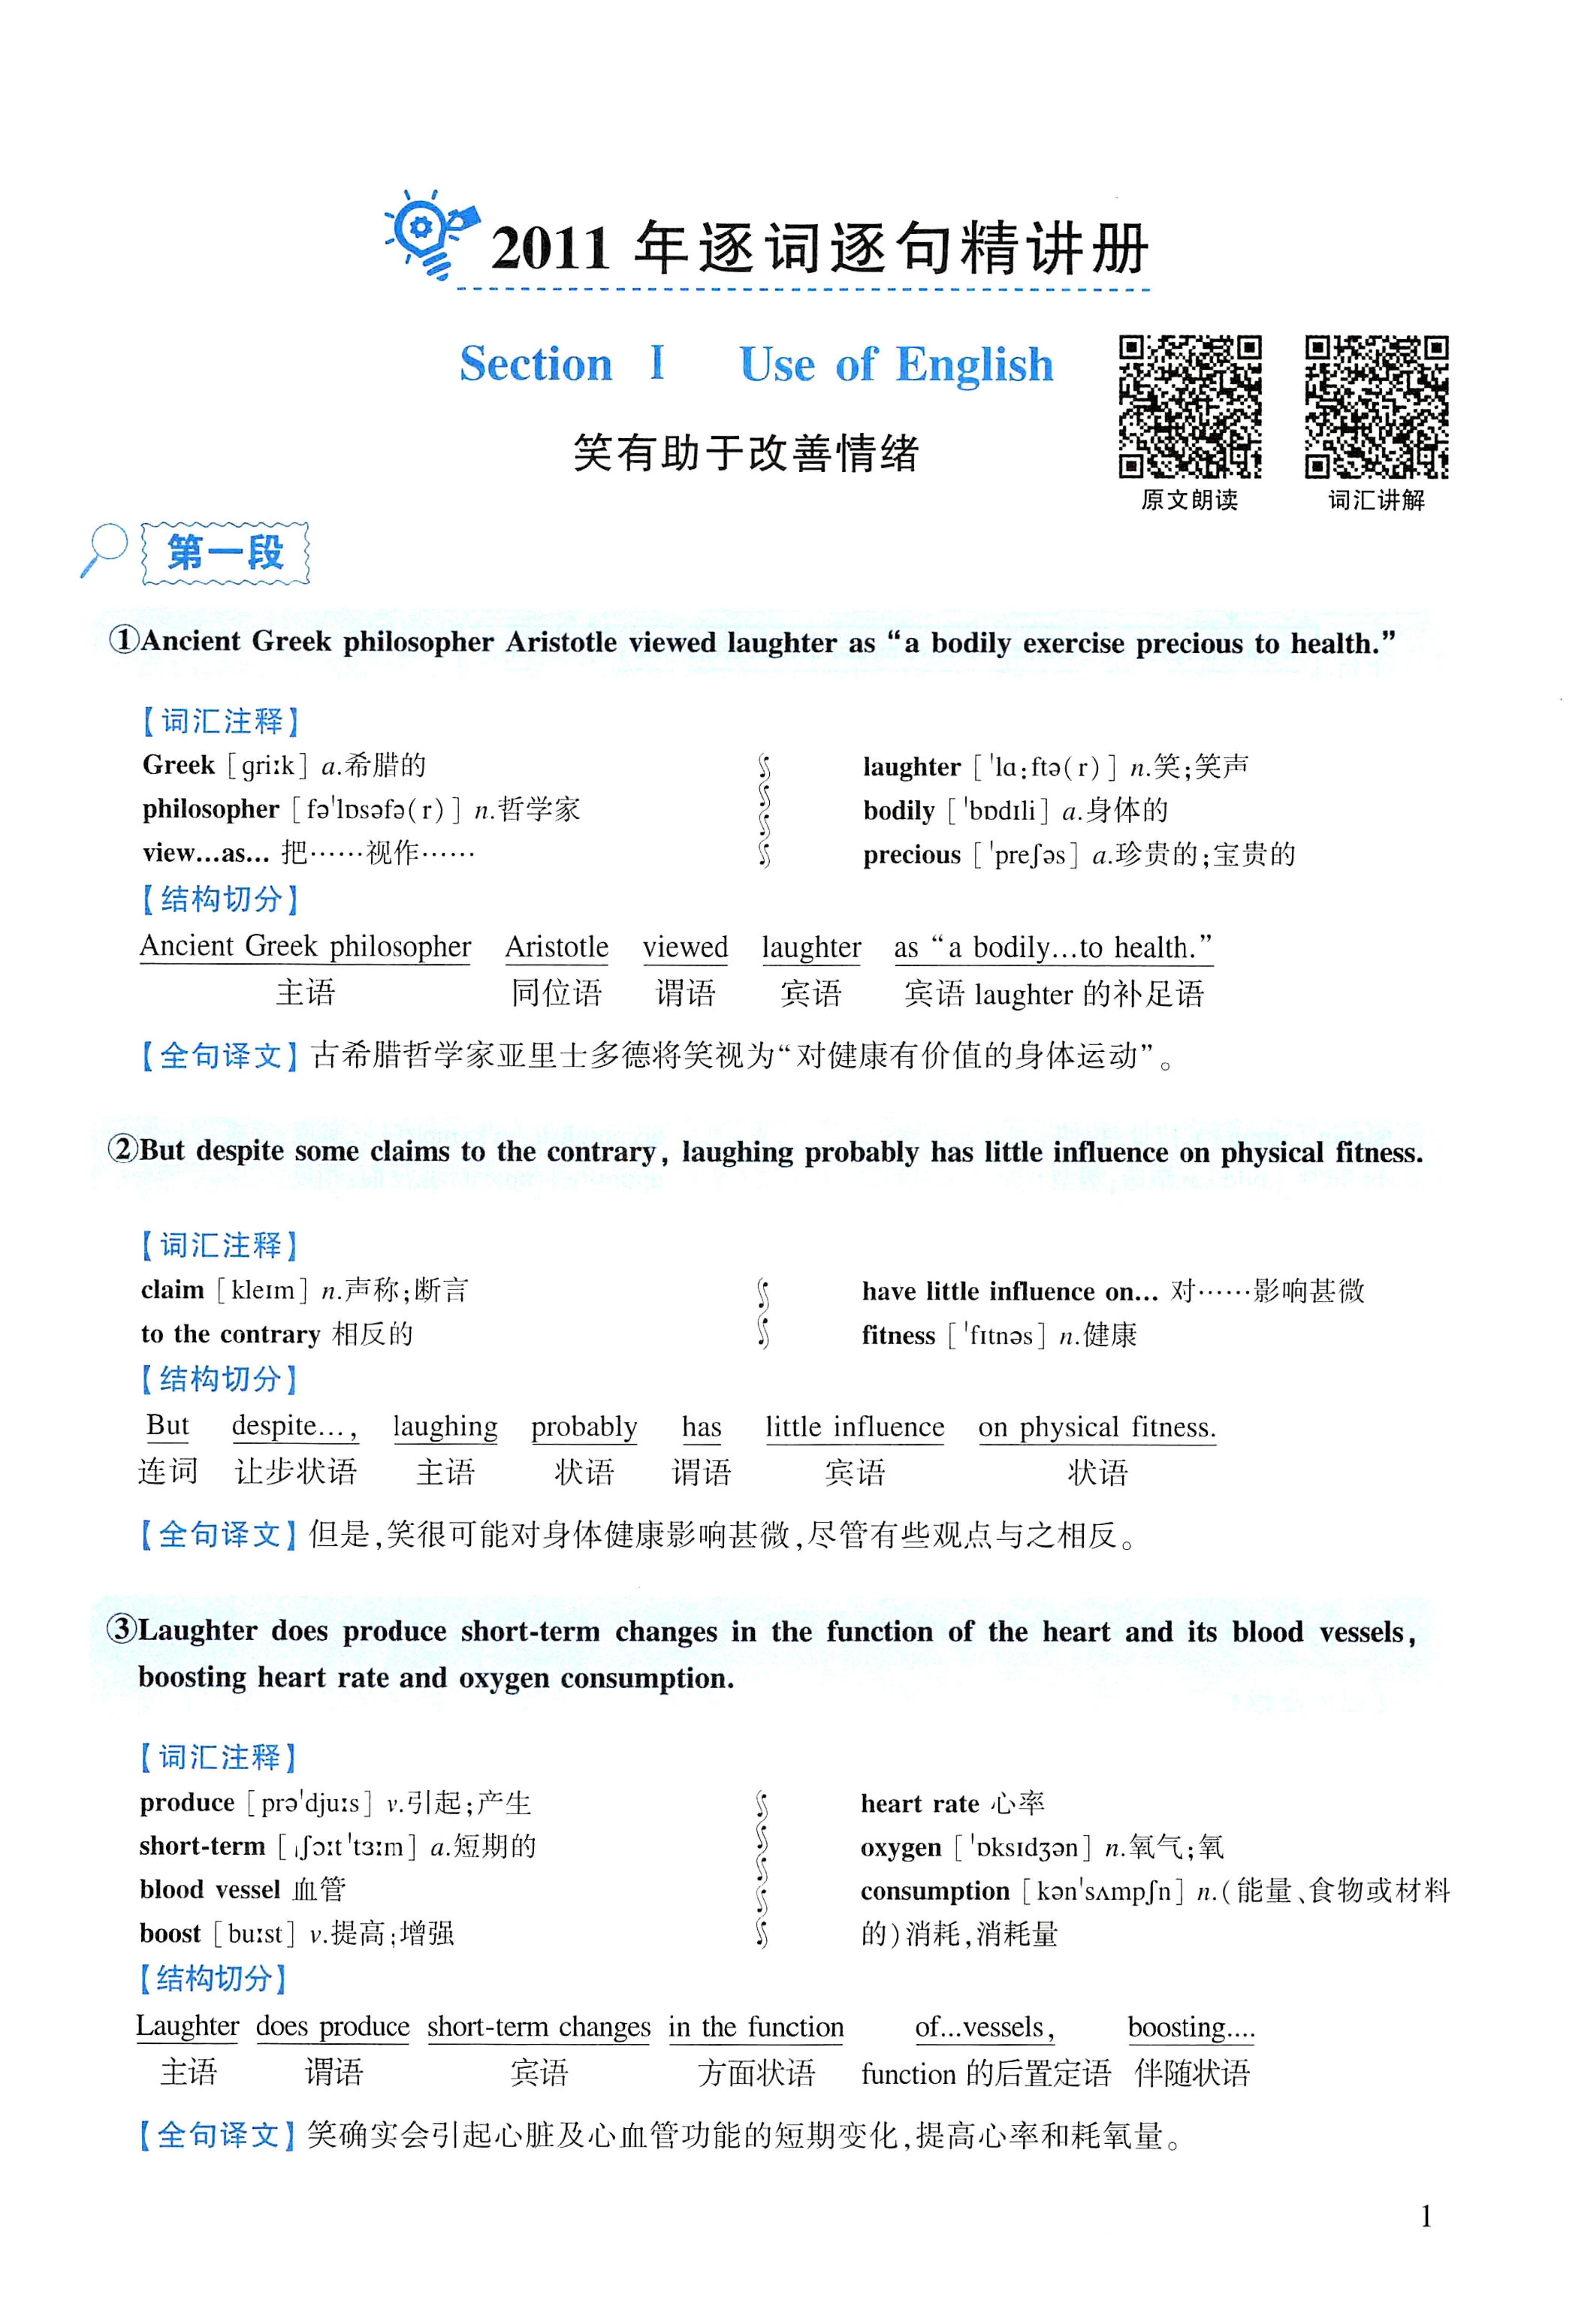 2011 年逐词逐句精讲册
Section Ⅰ Use of English
笑有助于改善情绪
原文朗读 词汇讲解
第一段
①Ancient Greek philosopher Aristotle viewed laughter as “a bodily exercise precious to health.”
【词汇注释】
Greek [ɡriːk] a.希腊的
philosopher [fəˈlɒsəfə(r)] n.哲学家
view...as... 把……视作……
laughter [ˈlɑːftə(r)] n.笑;笑声
bodily [ˈbɒdɪli] a.身体的
precious [ˈpreʃəs] a.珍贵的;宝贵的
【结构切分】
Ancient Greek philosopher Aristotle viewed laughter as “a bodily...to health.”
主语 同位语 谓语 宾语 宾语 laughter 的补足语
【全句译文】古希腊哲学家亚里士多德将笑视为“对健康有价值的身体运动”。
②But despite some claims to the contrary, laughing probably has little influence on physical fitness.
【词汇注释】
claim [kleɪm] n.声称;断言
to the contrary 相反的
have little influence on... 对……影响甚微
fitness [ˈfɪtnəs] n.健康
【结构切分】
But despite..., laughing probably has little influence on physical fitness.
连词 让步状语 主语 状语 谓语 宾语 状语
【全句译文】但是,笑很可能对身体健康影响甚微,尽管有些观点与之相反。
③Laughter does produce short-term changes in the function of the heart and its blood vessels,
boosting heart rate and oxygen consumption.
【词汇注释】
produce [prəˈdjuːs] v.引起;产生
short-term [ˌʃɔːtˈtɜːm] a.短期的
blood vessel 血管
boost [buːst] v.提高;增强
heart rate 心率
oxygen [ˈɒksɪdʒən] n.氧气;氧
consumption [kənˈsʌmpʃn] n.(能量、食物或材料
的)消耗,消耗量
【结构切分】
Laughter does produce short-term changes in the function of...vessels, boosting....
主语 谓语 宾语 方面状语 function 的后置定语 伴随状语
【全句译文】笑确实会引起心脏及心血管功能的短期变化,提高心率和耗氧量。
1